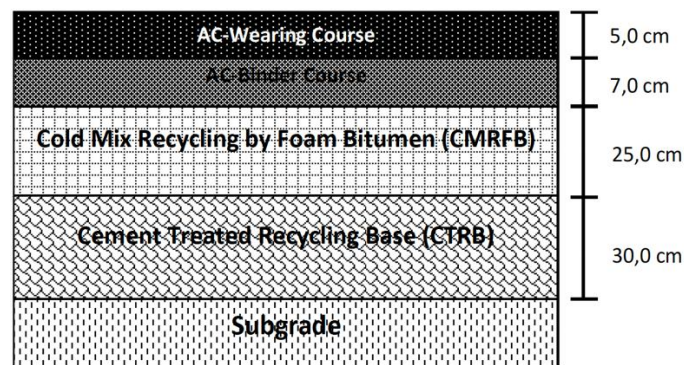 AC-Wearing Course
5,0 cm
AC-Binder Course
7,0 cm
Cold Mix Recycling by Foam Bitumen (CMRFB)
25,0 cm
Cement Treated Recycling Base (CTRB)
30,0 cm
Subgrade